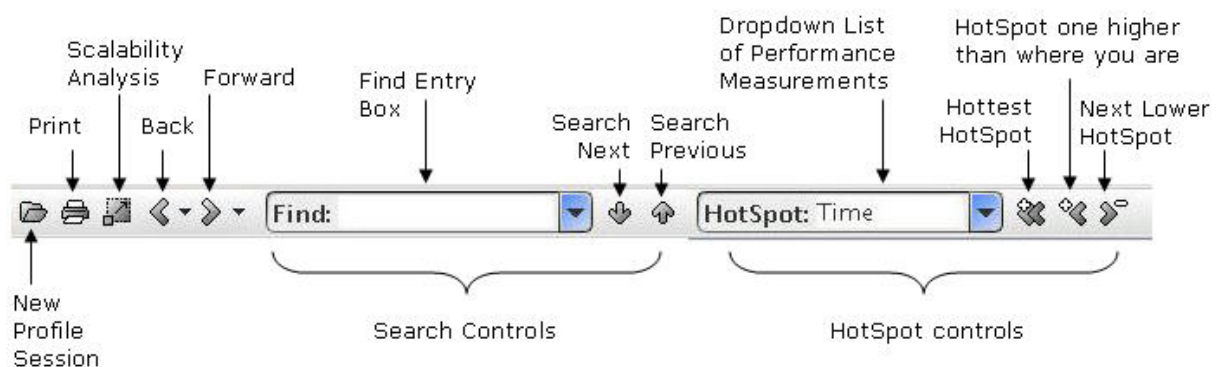 Scalability
Analysis
Forward
Print
Back
Find Entry
Box
Search
Next
Search
Previous
Dropdown List
of Performance
Measurements
HotSpot one higher
than where you are
Hottest
HotSpot
Next Lower
HotSpot
Find:
HotSpot: Time
New
Profile
Session
Search Controls
HotSpot controls